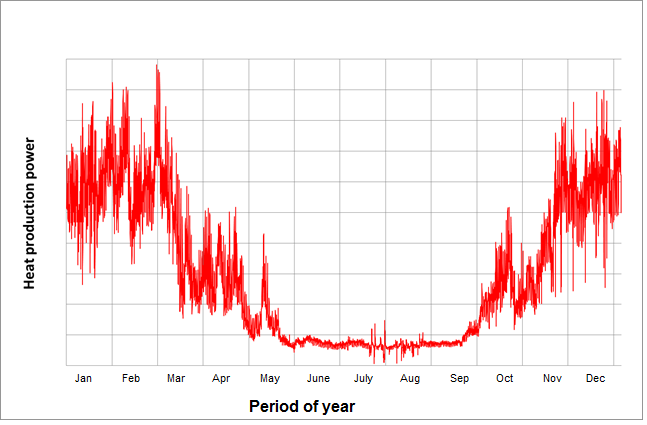 Heat production power
Jan Feb Mar Apr May June July Aug Sep Oct Nov Dec
Period of year